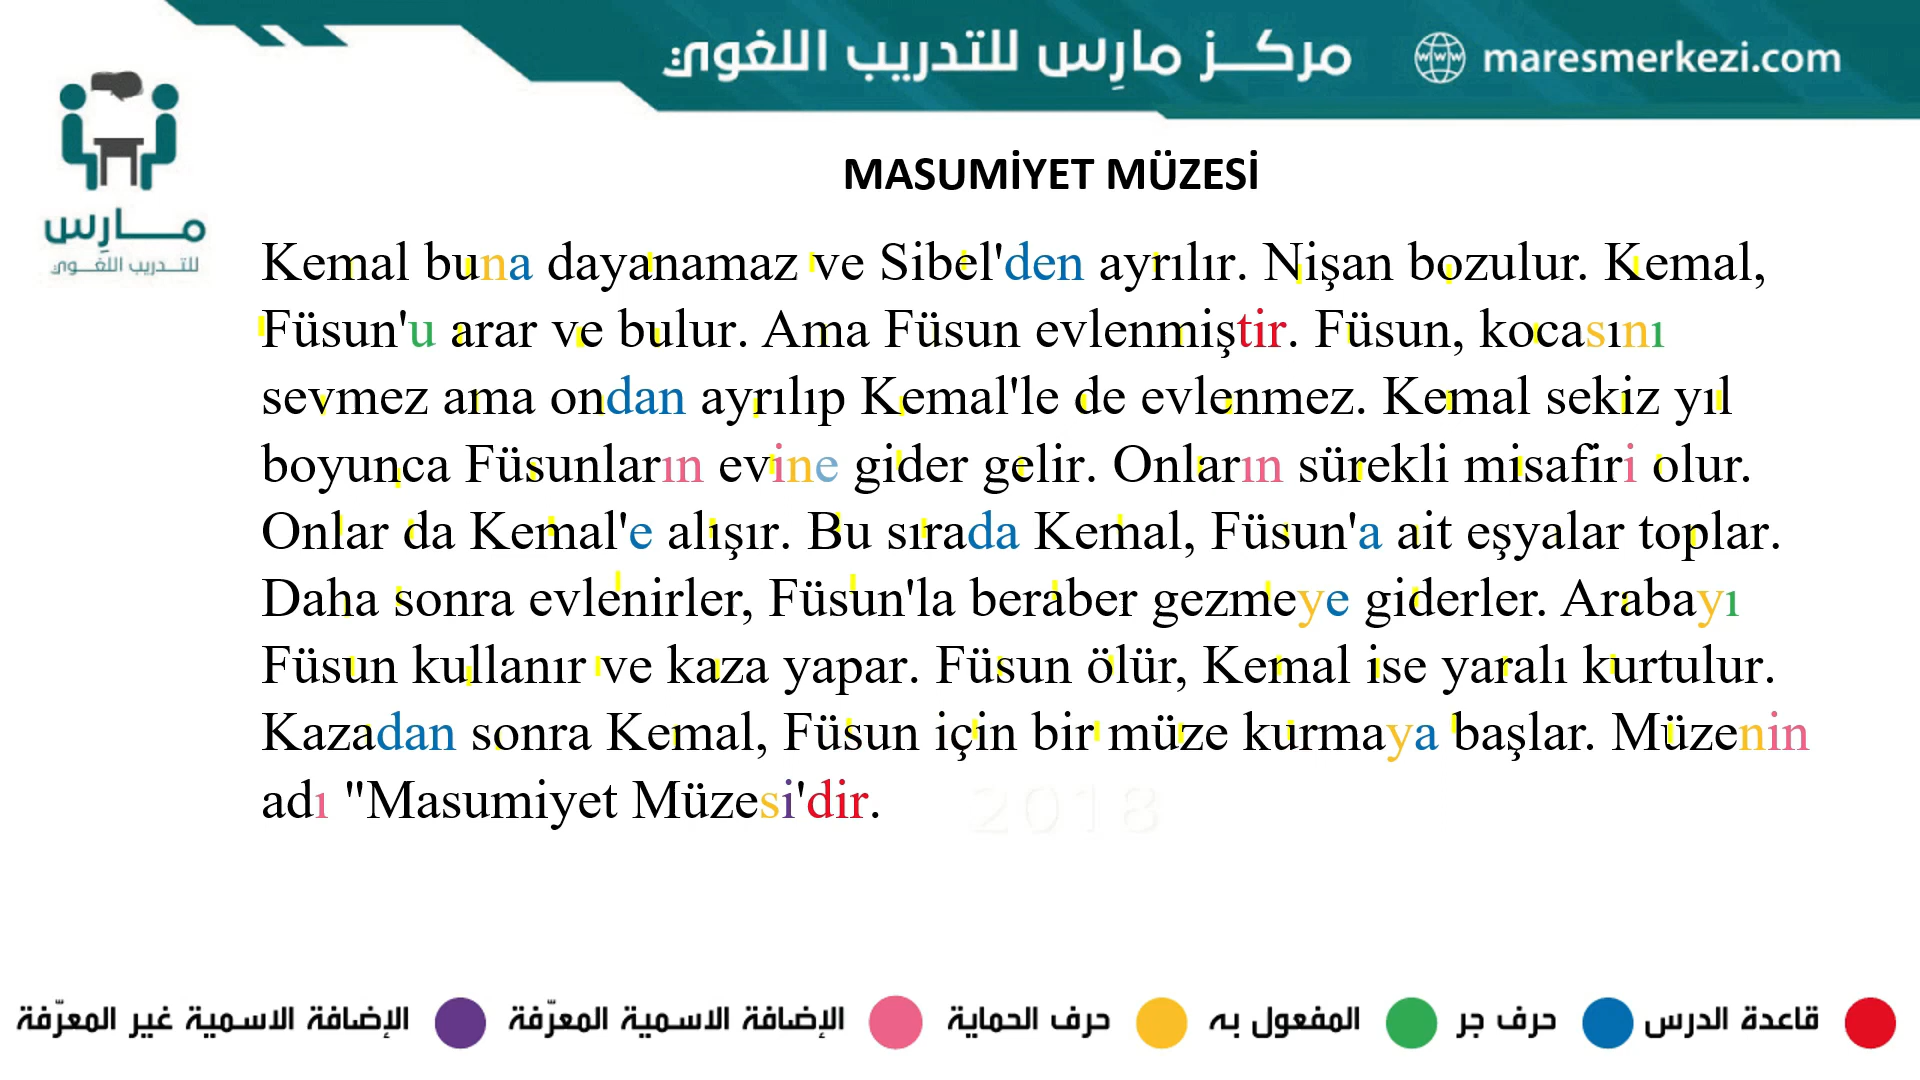 مركز مارِس للتدريب اللغوي
maresmerkezi.com
مارِس
للتدريب اللغوي
MASUMİYET MÜZESİ
Kemal buna dayanamaz ve Sibel'den ayrılır. Nişan bozulur. Kemal,
Füsun'u arar ve bulur. Ama Füsun evlenmiştir. Füsun, kocasını
sevmez ama ondan ayrılıp Kemal'le de evlenmez. Kemal sekiz yıl
boyunca Füsunların evine gider gelir. Onların sürekli misafiri olur.
Onlar da Kemal'e alışır. Bu sırada Kemal, Füsun'a ait eşyalar toplar.
Daha sonra evlenirler, Füsun'la beraber gezmeye giderler. Arabayı
Füsun kullanır ve kaza yapar. Füsun ölür, Kemal ise yaralı kurtulur.
Kazadan sonra Kemal, Füsun için bir müze kurmaya başlar. Müzenin
adı "Masumiyet Müzesi'dir.
2018
قاعدة الدرس حرف جر المفعول به حرف الحماية الإضافة الاسمية المعرّفة الإضافة الاسمية غير المعرّفة